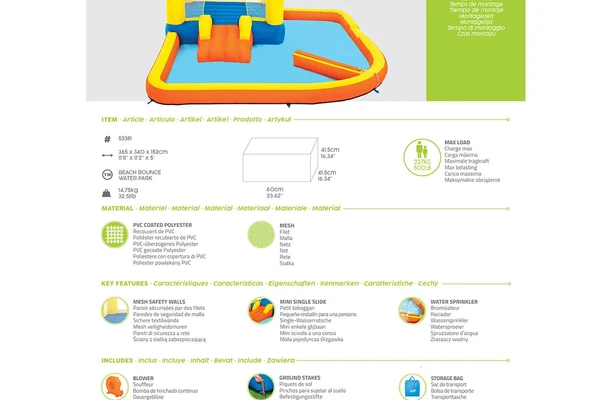 Temps de montage
Tiempo de montaje
Montagezeit
Montagetijd
Tempo di montaggio
Czas montażu
ITEM · Article · Artículo · Artikel · Artikel · Prodotto · Artykuł
# 53381
365 x 340 x 152cm
11'11" x 11'2" x 5'
TM BEACH BOUNCE
WATER PARK
14,75kg
32,51lb
41.5cm
16.34"
41.5cm
16.34"
60cm
23.62"
227KG
500LB
MAX LOAD
Charge max
Carga máxima
Maximale tragkraft
Max belasting
Carico massimo
Maksymalne obciążenie
MATERIAL · Matériel · Material · Material · Materiaal · Materiale · Material
PVC COATED POLYESTER
Recouvert de PVC
Poliéster recubierto de PVC
PVC-überzogenes Polyester
PVC gecoate Polyester
Poliestere con copertura di PVC
Poliester powlekany PVC
MESH
Filet
Malla
Netz
Net
Rete
Siatka
KEY FEATURES · Caractéristiques · Características · Eigenschaften · Kenmerken · Caratteristiche · Cechy
MESH SAFETY WALLS
Parois sécurisées par des filets
Paredes de seguridad de malla
Sichere textilwände
Mesh veiligheidsmuren
Pareti di sicurezza a rete
Ściany z siatką zabezpieczającą
MINI SINGLE SLIDE
Petit toboggan
Pequeño resbalín para una persona
Single-Wasserrutsche
Mini enkele glijbaan
Mini scivolo a una corsia
Mała pojedyncza ślizgawka
WATER SPRINKLER
Brumisateur
Rociador
Wassersprinkler
Watersproeier
Spruzzatore d'acqua
Zraszacz wodny
INCLUDES · Inclus · Incluye · Inhalt · Bevat · Include · Zawiera
BLOWER
Souffleur
Bomba de hinchado continuo
Dauergebläse
GROUND STAKES
Piquets de sol
Pinchos para sujetar al suelo
Befestigungsstifte
STORAGE BAG
Sac de transport
Bolsa de transporte
Tragetasche